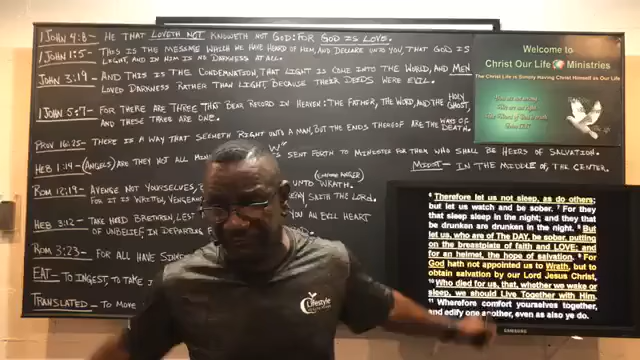 1 JOHN 4:8 - HE THAT LOVETH NOT KNOWETH NOT GOD: FOR GOD IS LOVE.
1 JOHN 1:5 - THIS IS THE MESSAGE WHICH WE HAVE HEARD OF HIM, AND DECLARE UNTO YOU, THAT GOD IS
LIGHT, AND IN HIM IS NO DARKNESS AT ALL.
JOHN 3:19 - AND THIS IS THE CONDEMNATION, THAT LIGHT IS COME INTO THE WORLD, AND MEN
LOVED DARKNESS RATHER THAN LIGHT, BECAUSE THEIR DEEDS WERE EVIL.
1 JOHN 5:7 - FOR THERE ARE THREE THAT BEAR RECORD IN HEAVEN: THE FATHER, THE WORD, AND THE HOLY GHOST,
AND THESE THREE ARE ONE.
PROV 16:25 - THERE IS A WAY THAT SEEMETH RIGHT UNTO A MAN, BUT THE ENDS THEREOF ARE THE WAYS OF DEATH.
HEB 1:14 - (ANGELS) ARE THEY NOT ALL SENT FORTH TO MINISTER FOR THEM WHO SHALL BE HEIRS OF SALVATION.
MIDST - IN THE MIDDLE OF THE CENTER.
ROM 12:19 - AVENGE NOT YOURSELVES, UNTO WRATH:
FOR IT IS WRITTEN, SAITH THE LORD.
HEB 3:12 - TAKE HEED BRETHREN, LEST YOU AN EVIL HEART
OF UNBELIEF IN DEPARTING
ROM 3:23 - FOR ALL HAVE
EAT - TO INGEST, TO TAKE
TRANSLATED - TO MOVE
Welcome to
Christ Our Life Ministries
The Christ Life is Simply Having Christ Himself as Our Life
6 Therefore let us not sleep, as do others;
but let us watch and be sober. 7 For they
that sleep sleep in the night; and they that
be drunken are drunken in the night. 8 But
let us, who are of THE DAY, be sober, putting
on the breastplate of faith and LOVE; and
for an helmet, the hope of salvation. 9 For
God hath not appointed us to Wrath, but to
obtain salvation by our Lord Jesus Christ,
10 Who died for us, that, whether we wake or
sleep, we should Live Together with Him.
11 Wherefore comfort yourselves together,
and edify one another, even as also ye do.
SAMSUNG
Lifestyle